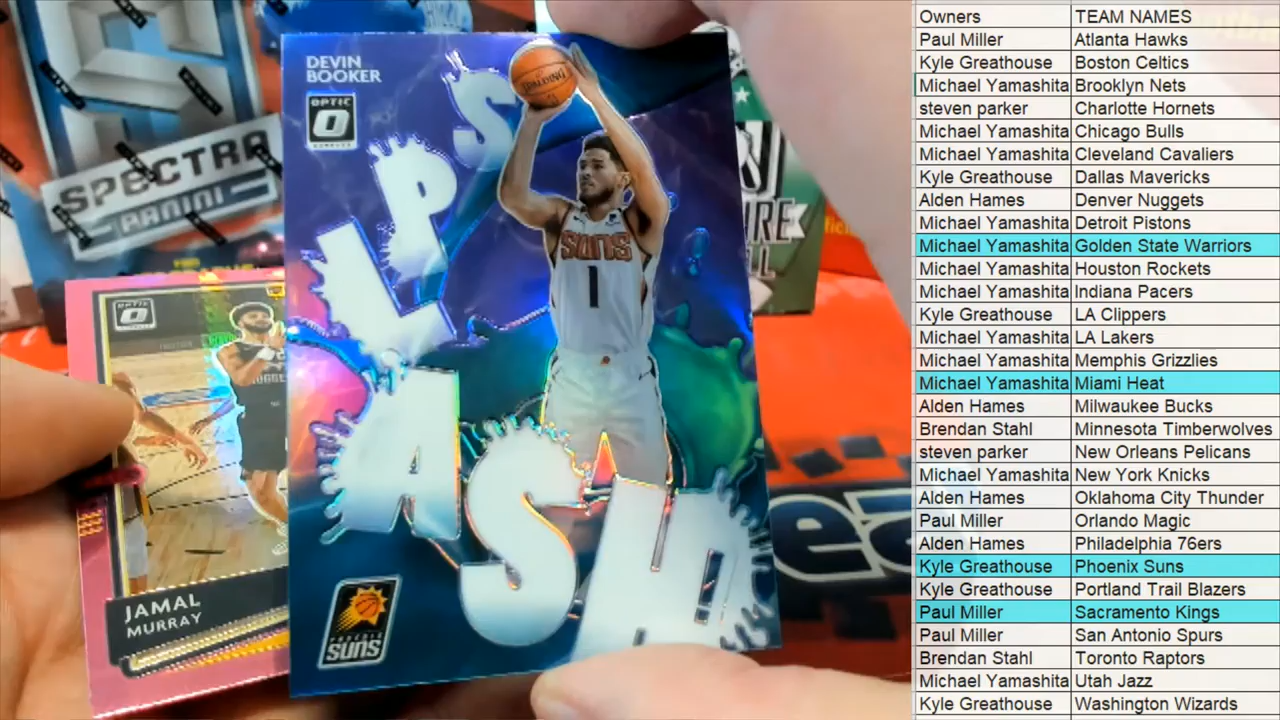 SPECTRA
PANINI
DEVIN
BOOKER
OPTIC
SPLASH!
SUNS
1
PHOENIX
SUNS
OPTIC
JAMAL
MURRAY
Owners TEAM NAMES
Paul Miller Atlanta Hawks
Kyle Greathouse Boston Celtics
Michael Yamashita Brooklyn Nets
steven parker Charlotte Hornets
Michael Yamashita Chicago Bulls
Michael Yamashita Cleveland Cavaliers
Kyle Greathouse Dallas Mavericks
Alden Hames Denver Nuggets
Michael Yamashita Detroit Pistons
Michael Yamashita Golden State Warriors
Michael Yamashita Houston Rockets
Michael Yamashita Indiana Pacers
Kyle Greathouse LA Clippers
Michael Yamashita LA Lakers
Michael Yamashita Memphis Grizzlies
Michael Yamashita Miami Heat
Alden Hames Milwaukee Bucks
Brendan Stahl Minnesota Timberwolves
steven parker New Orleans Pelicans
Michael Yamashita New York Knicks
Alden Hames Oklahoma City Thunder
Paul Miller Orlando Magic
Alden Hames Philadelphia 76ers
Kyle Greathouse Phoenix Suns
Kyle Greathouse Portland Trail Blazers
Paul Miller Sacramento Kings
Paul Miller San Antonio Spurs
Brendan Stahl Toronto Raptors
Michael Yamashita Utah Jazz
Kyle Greathouse Washington Wizards